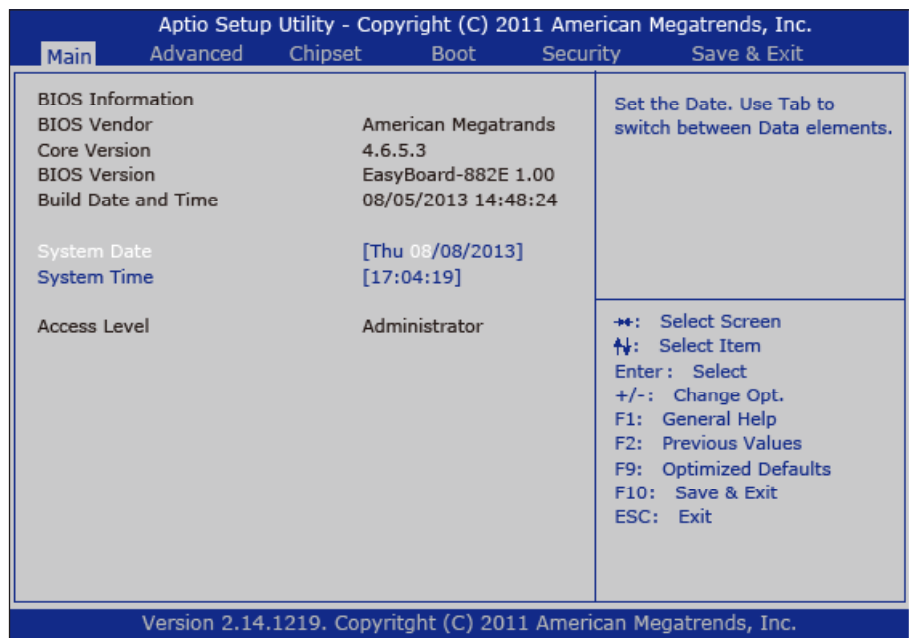 Aptio Setup Utility - Copyright (C) 2011 American Megatrends, Inc.
Main Advanced Chipset Boot Security Save & Exit
BIOS Information
BIOS Vendor American Megatrands
Core Version 4.6.5.3
BIOS Version EasyBoard-882E 1.00
Build Date and Time 08/05/2013 14:48:24
System Date [Thu 08/08/2013]
System Time [17:04:19]
Access Level Administrator
Set the Date. Use Tab to
switch between Data elements.
→←: Select Screen
↑↓: Select Item
Enter : Select
+/-: Change Opt.
F1: General Help
F2: Previous Values
F9: Optimized Defaults
F10: Save & Exit
ESC: Exit
Version 2.14.1219. Copyritght (C) 2011 American Megatrends, Inc.